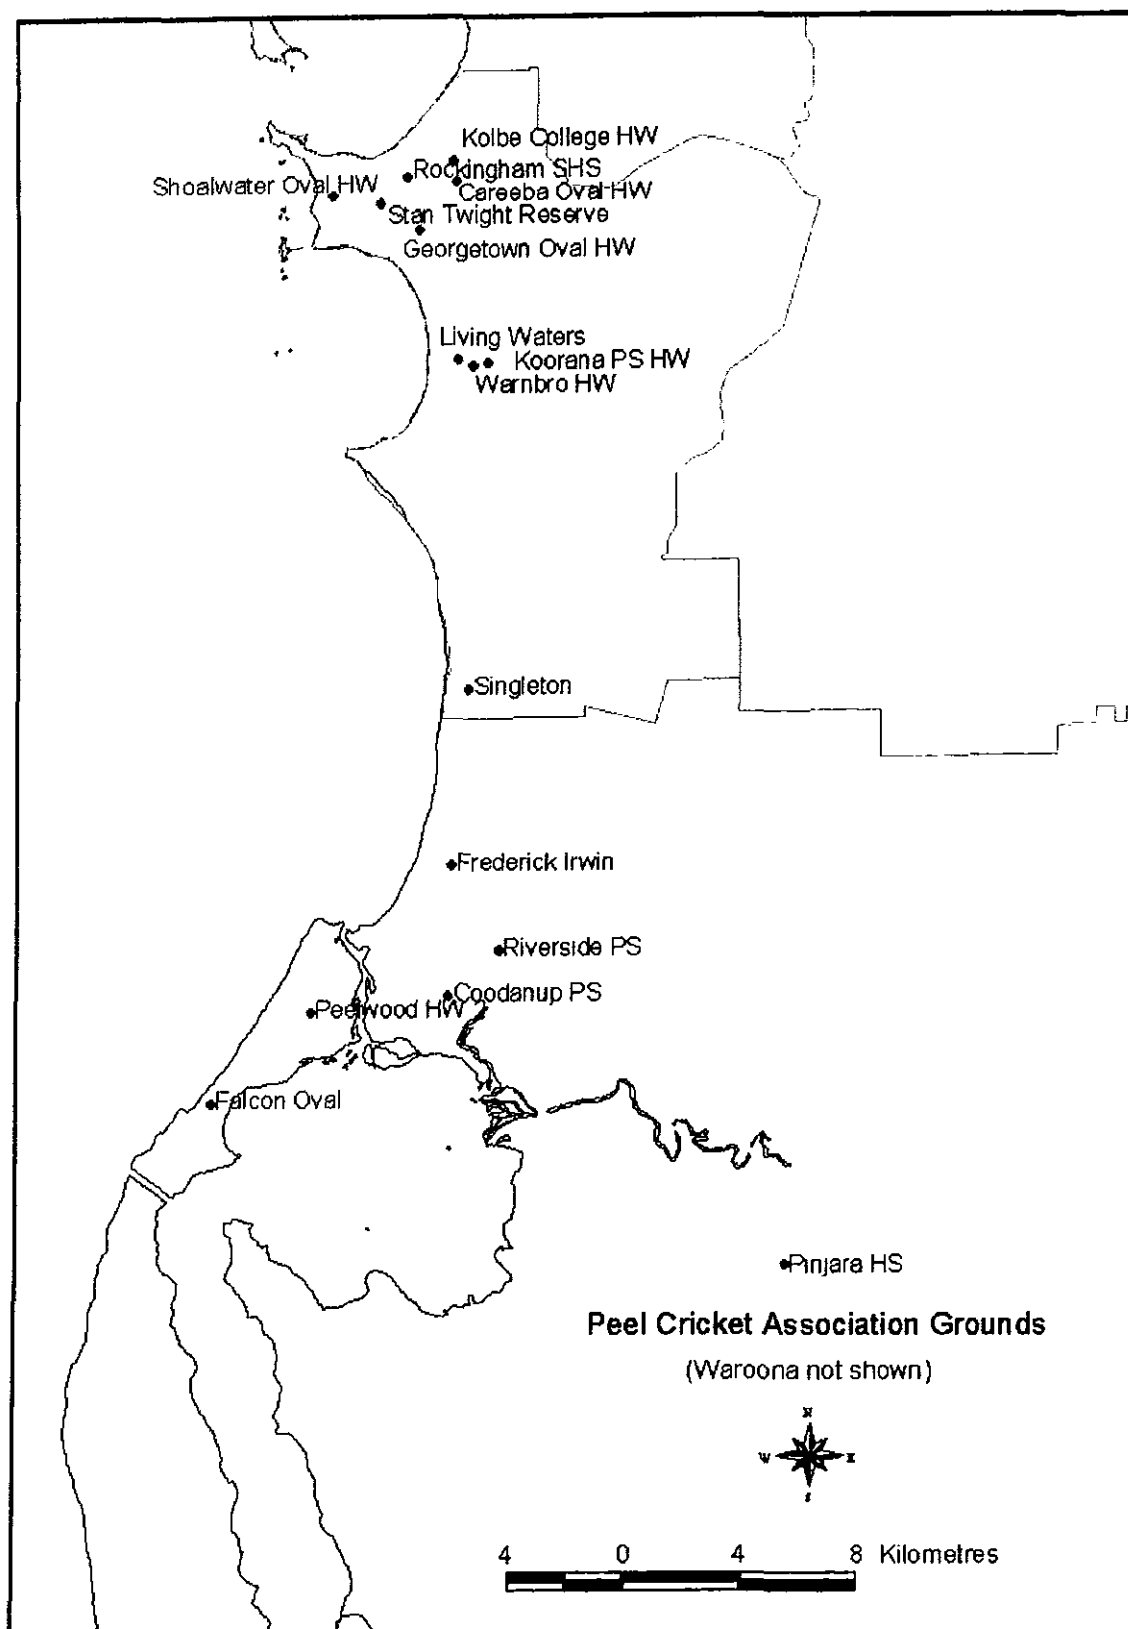 Kolbe College HW
Rockingham SHS
Shoalwater Oval HW
Careeba Oval HW
Stan Twight Reserve
Georgetown Oval HW
Living Waters
Koorana PS HW
Warnbro HW
Singleton
Frederick Irwin
Riverside PS
Coodanup PS
Peelwood HW
Falcon Oval
Pinjara HS
Peel Cricket Association Grounds
(Waroona not shown)
N
W E
S
4 0 4 8 Kilometres